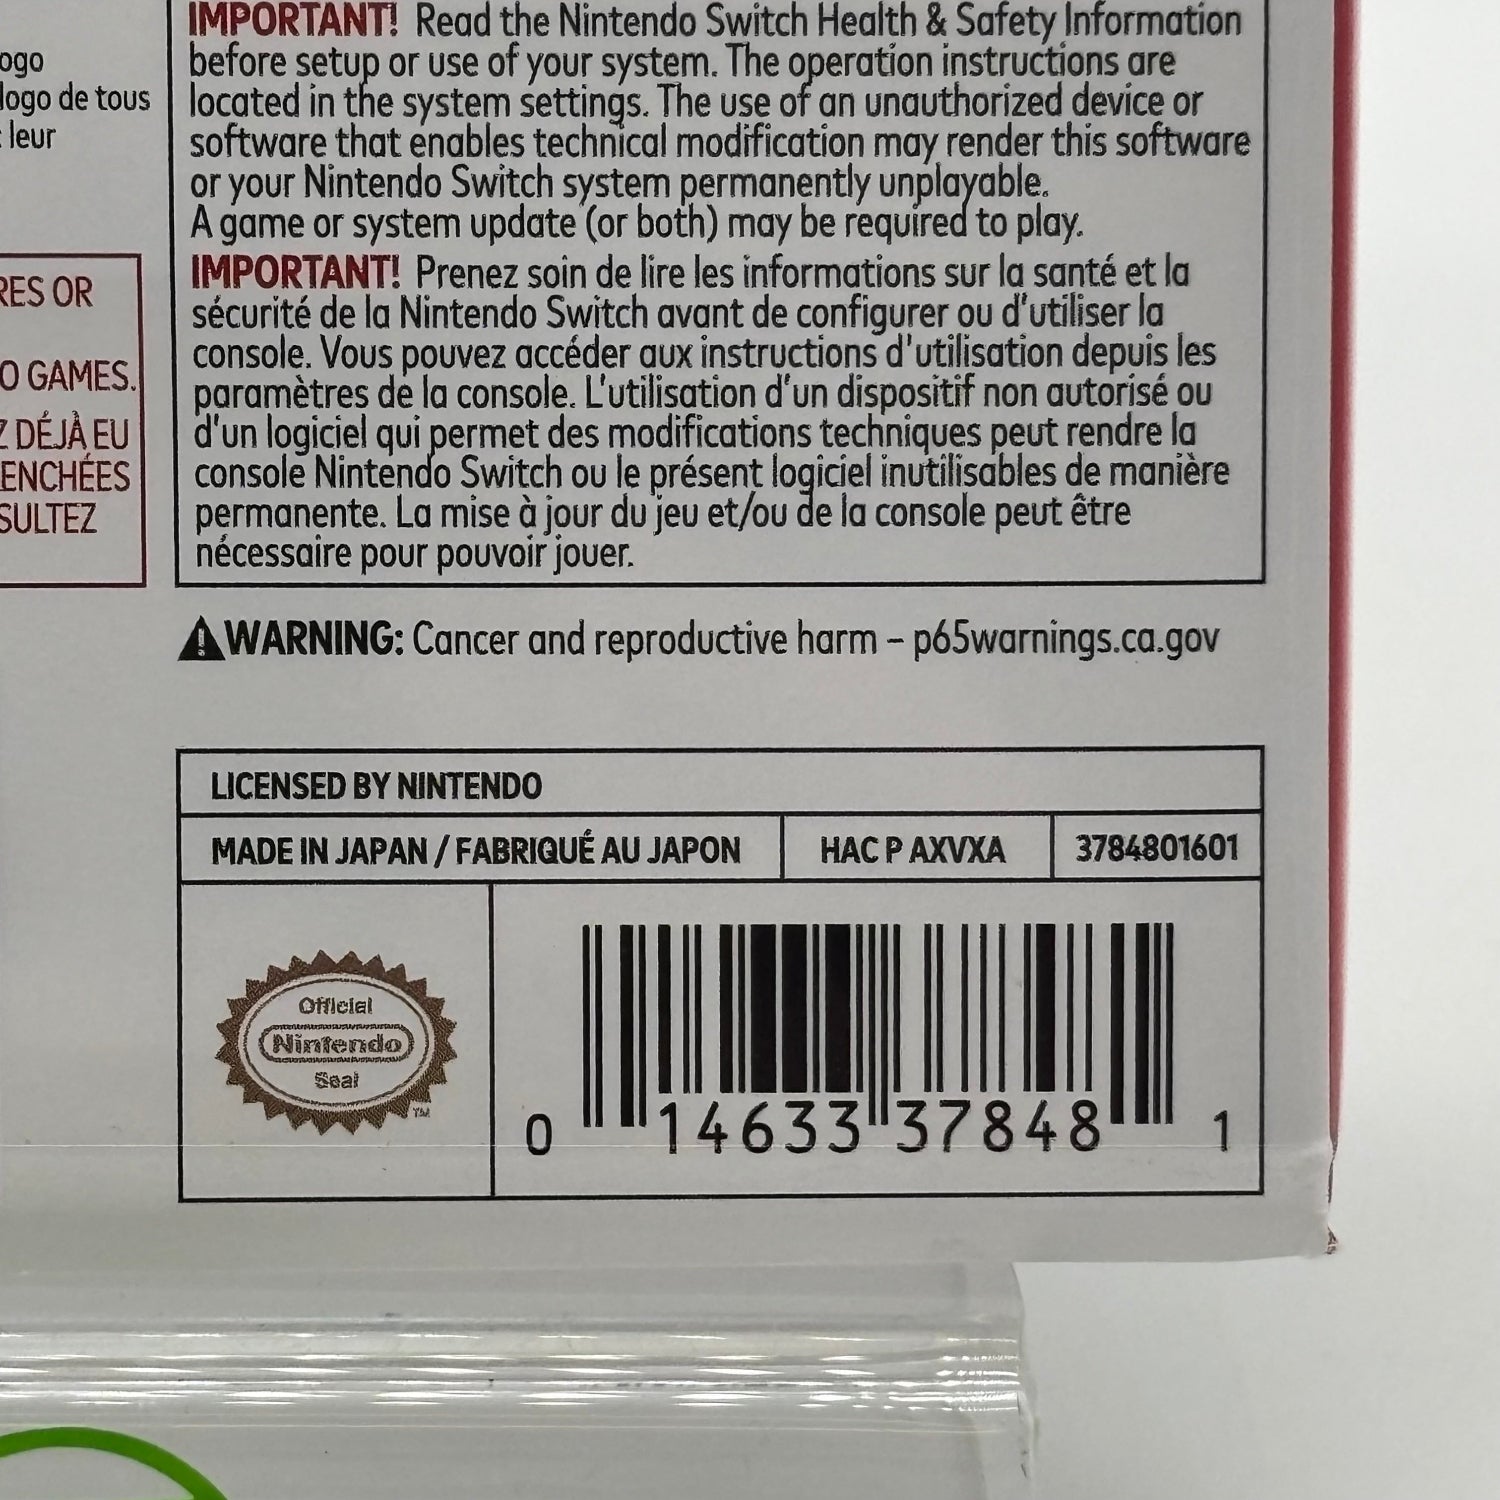 ogo
logo de tous
leur
RES OR
O GAMES.
Z DÉJÀ EU
ENCHÉES
SULTEZ
IMPORTANT! Read the Nintendo Switch Health & Safety Information
before setup or use of your system. The operation instructions are
located in the system settings. The use of an unauthorized device or
software that enables technical modification may render this software
or your Nintendo Switch system permanently unplayable.
A game or system update (or both) may be required to play.
IMPORTANT! Prenez soin de lire les informations sur la santé et la
sécurité de la Nintendo Switch avant de configurer ou d'utiliser la
console. Vous pouvez accéder aux instructions d'utilisation depuis les
paramètres de la console. L'utilisation d'un dispositif non autorisé ou
d'un logiciel qui permet des modifications techniques peut rendre la
console Nintendo Switch ou le présent logiciel inutilisables de manière
permanente. La mise à jour du jeu et/ou de la console peut être
nécessaire pour pouvoir jouer.
WARNING: Cancer and reproductive harm – p65warnings.ca.gov
LICENSED BY NINTENDO
MADE IN JAPAN / FABRIQUÉ AU JAPON HAC P AXVXA 3784801601
Official
Nintendo
Seal
TM
0 14633 37848 1